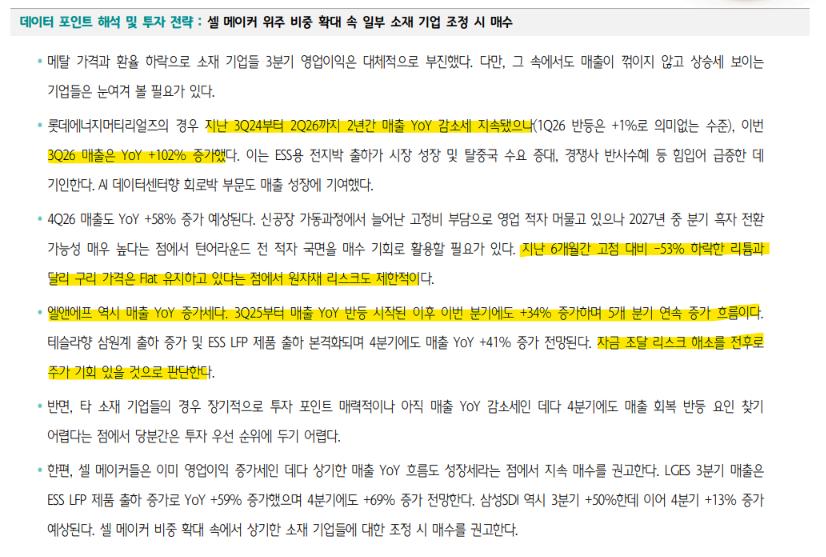 데이터 포인트 해석 및 투자 전략 : 셀 메이커 위주 비중 확대 속 일부 소재 기업 조정 시 매수
• 메탈 가격과 환율 하락으로 소재 기업들 3분기 영업이익은 대체적으로 부진했다. 다만, 그 속에서도 매출이 꺾이지 않고 상승세 보이는
기업들은 눈여겨 볼 필요가 있다.
• 롯데에너지머티리얼즈의 경우 지난 3Q24부터 2Q26까지 2년간 매출 YoY 감소세 지속됐으나(1Q26 반등은 +1%로 의미없는 수준), 이번
3Q26 매출은 YoY +102% 증가했다. 이는 ESS용 전지박 출하가 시장 성장 및 탈중국 수요 증대, 경쟁사 반사수혜 등 힘입어 급증한 데
기인한다. AI 데이터센터향 회로박 부문도 매출 성장에 기여했다.
• 4Q26 매출도 YoY +58% 증가 예상된다. 신공장 가동과정에서 늘어난 고정비 부담으로 영업 적자 머물고 있으나 2027년 중 분기 흑자 전환
가능성 매우 높다는 점에서 턴어라운드 전 적자 국면을 매수 기회로 활용할 필요가 있다. 지난 6개월간 고점 대비 -53% 하락한 리튬과
달리 구리 가격은 Flat 유지하고 있다는 점에서 원자재 리스크도 제한적이다.
• 엘앤에프 역시 매출 YoY 증가세다. 3Q25부터 매출 YoY 반등 시작된 이후 이번 분기에도 +34% 증가하며 5개 분기 연속 증가 흐름이다.
테슬라향 삼원계 출하 증가 및 ESS LFP 제품 출하 본격화되며 4분기에도 매출 YoY +41% 증가 전망된다. 자금 조달 리스크 해소를 전후로
주가 기회 있을 것으로 판단한다.
• 반면, 타 소재 기업들의 경우 장기적으로 투자 포인트 매력적이나 아직 매출 YoY 감소세인 데다 4분기에도 매출 회복 반등 요인 찾기
어렵다는 점에서 당분간은 투자 우선 순위에 두기 어렵다.
• 한편, 셀 메이커들은 이미 영업이익 증가세인 데다 상기한 매출 YoY 흐름도 성장세라는 점에서 지속 매수를 권고한다. LGES 3분기 매출은
ESS LFP 제품 출하 증가로 YoY +59% 증가했으며 4분기에도 +69% 증가 전망한다. 삼성SDI 역시 3분기 +50%한데 이어 4분기 +13% 증가
예상된다. 셀 메이커 비중 확대 속에서 상기한 소재 기업들에 대한 조정 시 매수를 권고한다.